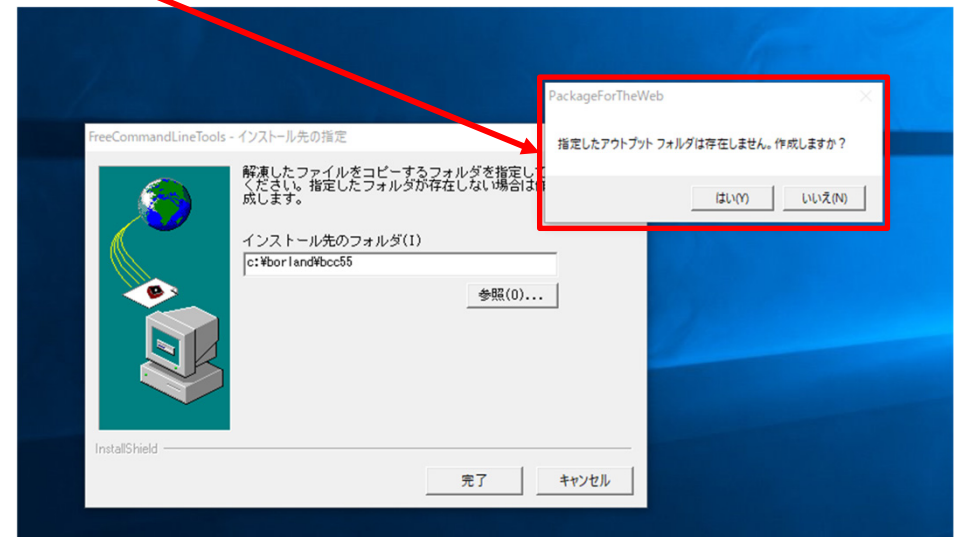 PackageForTheWeb
指定したアウトプット フォルダは存在しません。作成しますか？
はい(Y)
いいえ(N)
FreeCommandLineTools - インストール先の指定
解凍したファイルをコピーするフォルダを指定して
ください。指定したフォルダが存在しない場合は
成します。
インストール先のフォルダ(I)
c:¥borland¥bcc55
参照(O)...
InstallShield
完了
キャンセル